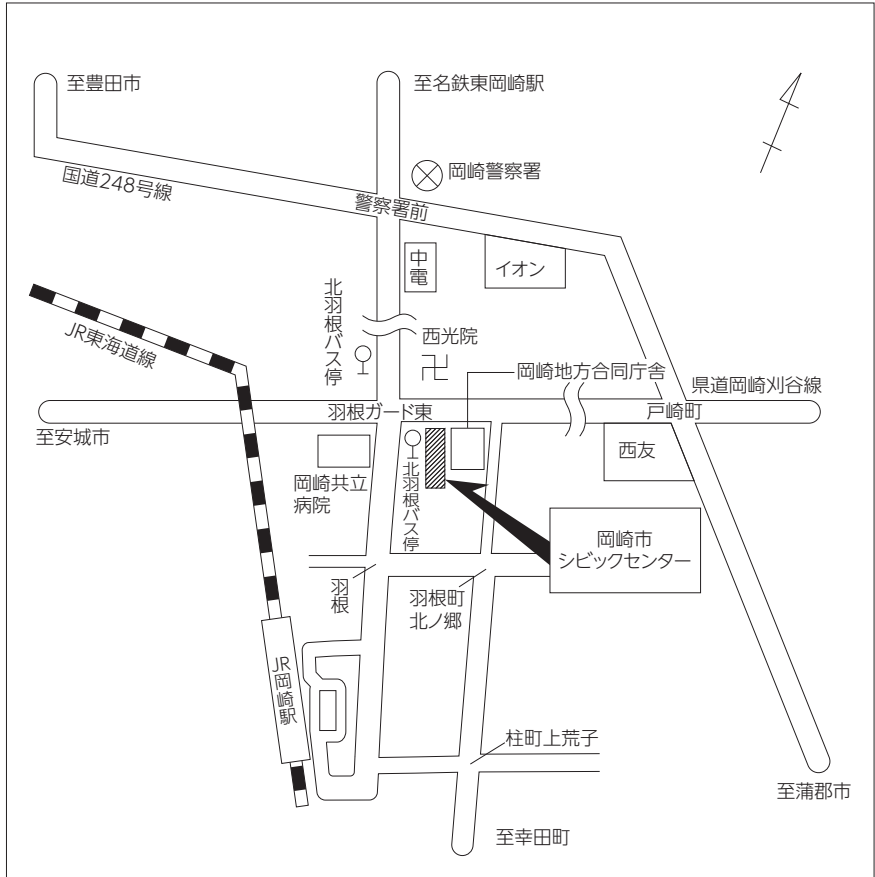 至豊田市
至名鉄東岡崎駅
岡崎警察署
国道248号線
警察署前
中電
イオン
北羽根バス停
JR東海道線
西光院
岡崎地方合同庁舎
県道岡崎刈谷線
羽根ガード東
戸崎町
至安城市
西友
岡崎共立
病院
北羽根バス停
岡崎市
シビックセンター
羽根
羽根町
北ノ郷
JR岡崎駅
柱町上荒子
至蒲郡市
至幸田町